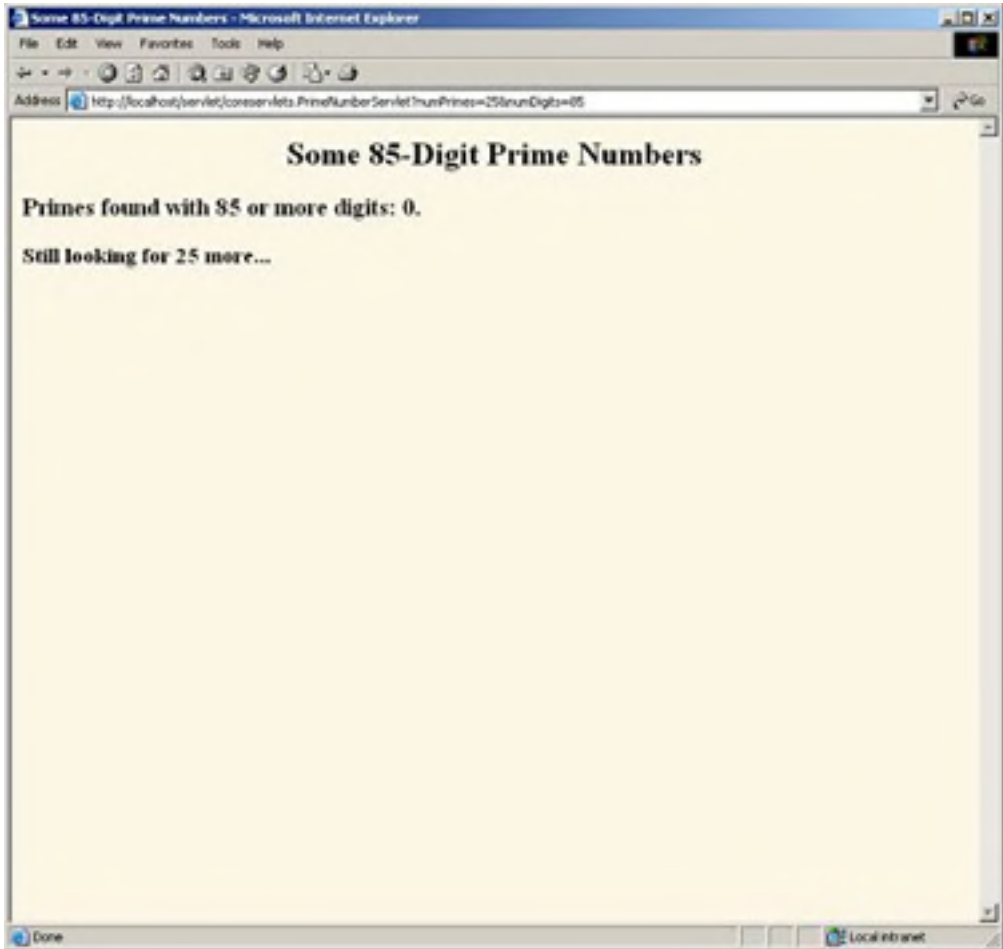 Some 85-Digit Prime Numbers - Microsoft Internet Explorer
File Edit View Favorites Tools Help
Address http://localhost/servlet/coreservlets.PrimeNumberServlet?numPrimes=25&numDigits=85 Go
Some 85-Digit Prime Numbers
Primes found with 85 or more digits: 0.
Still looking for 25 more...
Done Local intranet